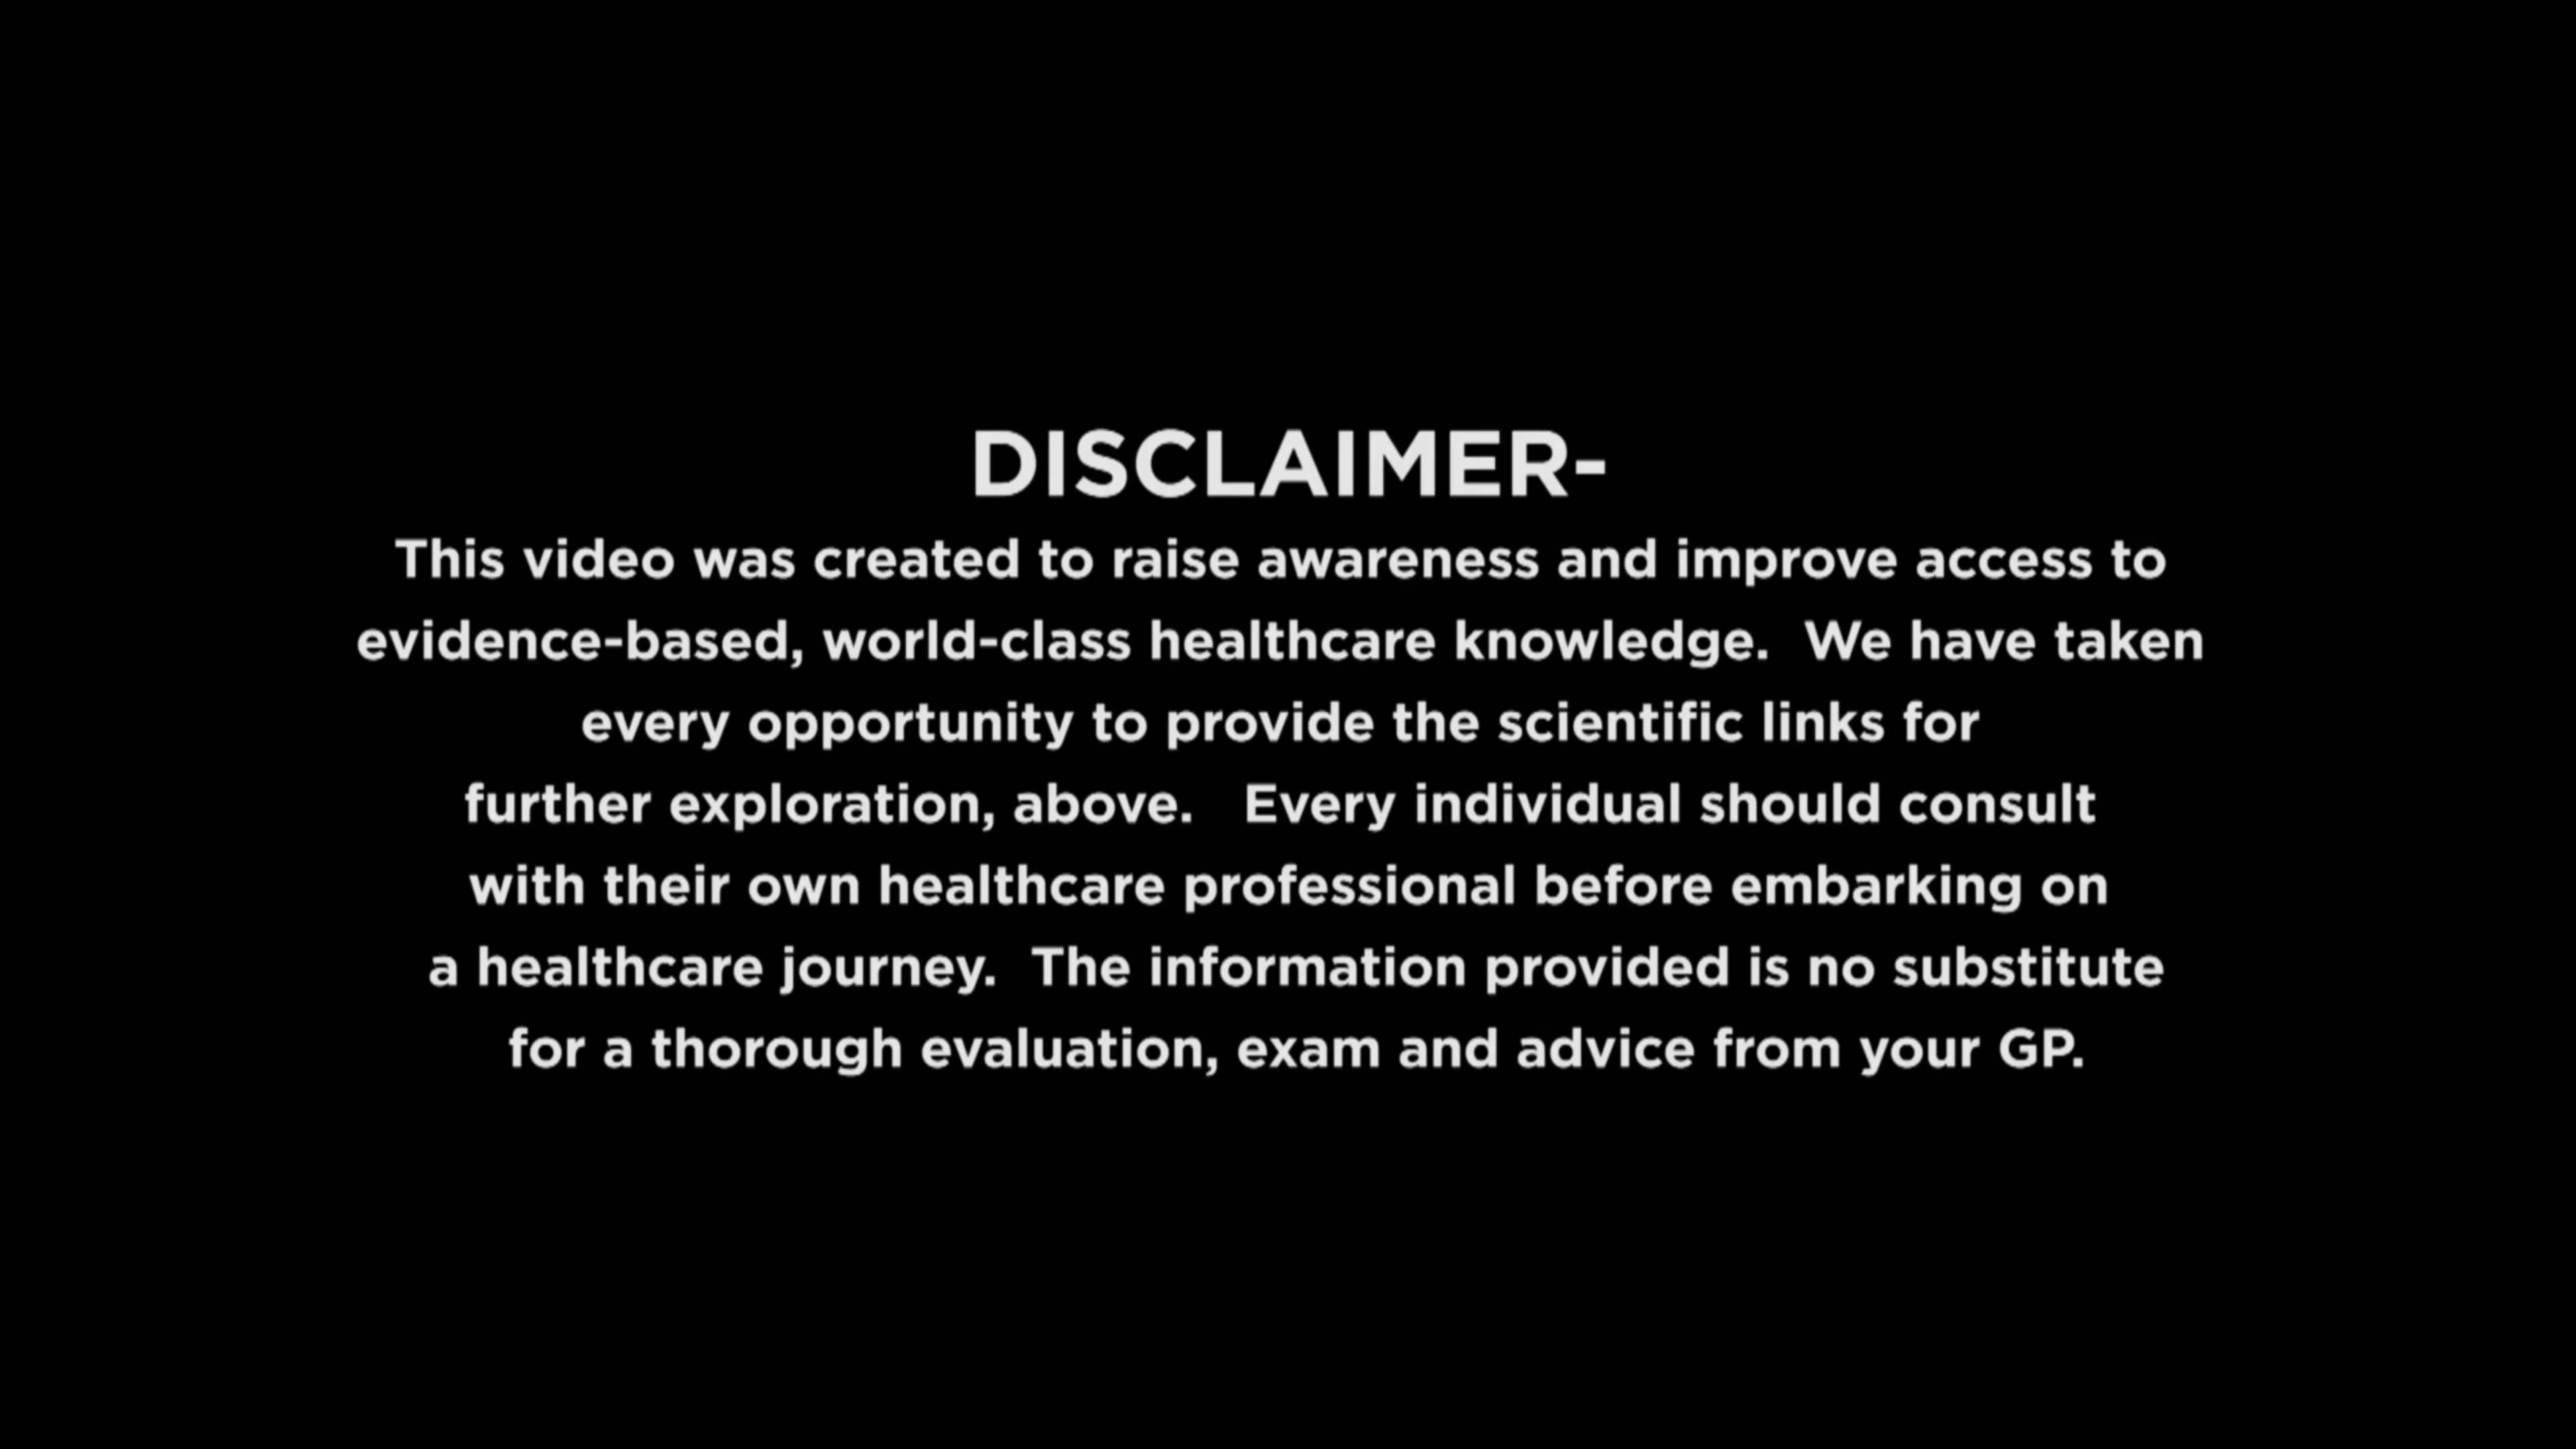 DISCLAIMER-
This video was created to raise awareness and improve access to
evidence-based, world-class healthcare knowledge.  We have taken
every opportunity to provide the scientific links for
further exploration, above.   Every individual should consult
with their own healthcare professional before embarking on
a healthcare journey.  The information provided is no substitute
for a thorough evaluation, exam and advice from your GP.